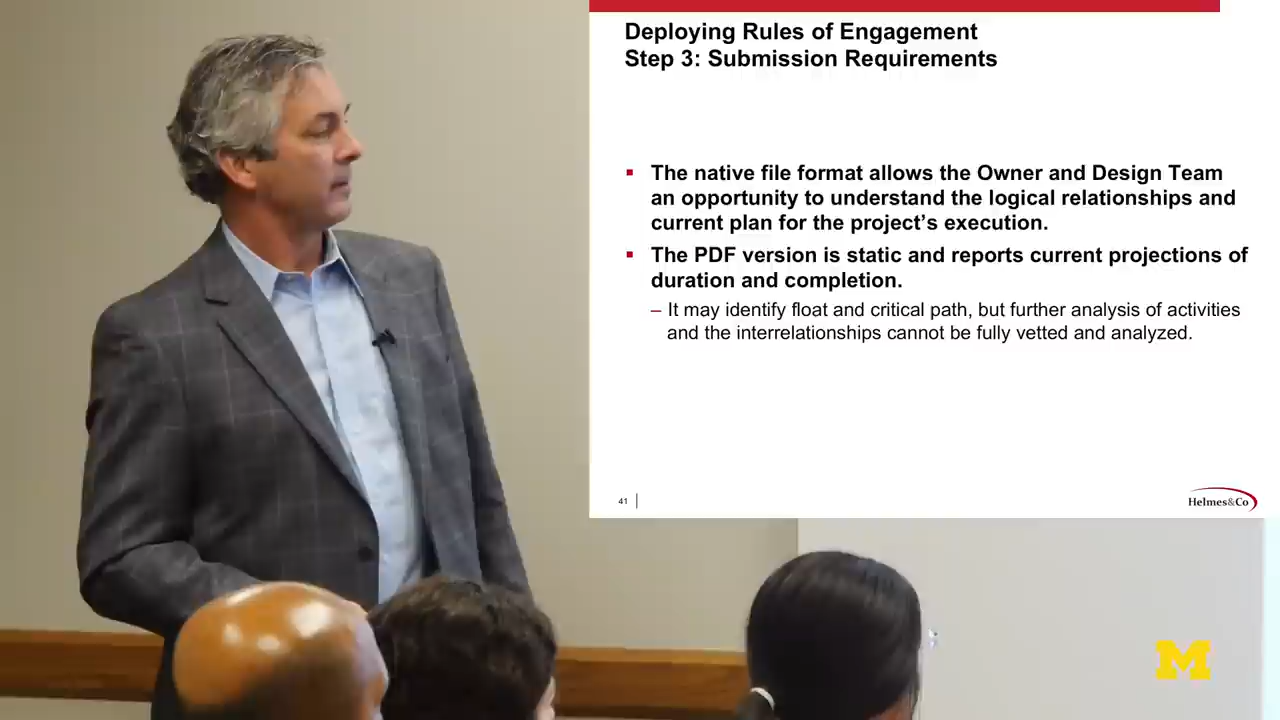 Deploying Rules of Engagement
Step 3: Submission Requirements
▪ The native file format allows the Owner and Design Team
an opportunity to understand the logical relationships and
current plan for the project’s execution.
▪ The PDF version is static and reports current projections of
duration and completion.
– It may identify float and critical path, but further analysis of activities
and the interrelationships cannot be fully vetted and analyzed.
41
Helmes&Co
M